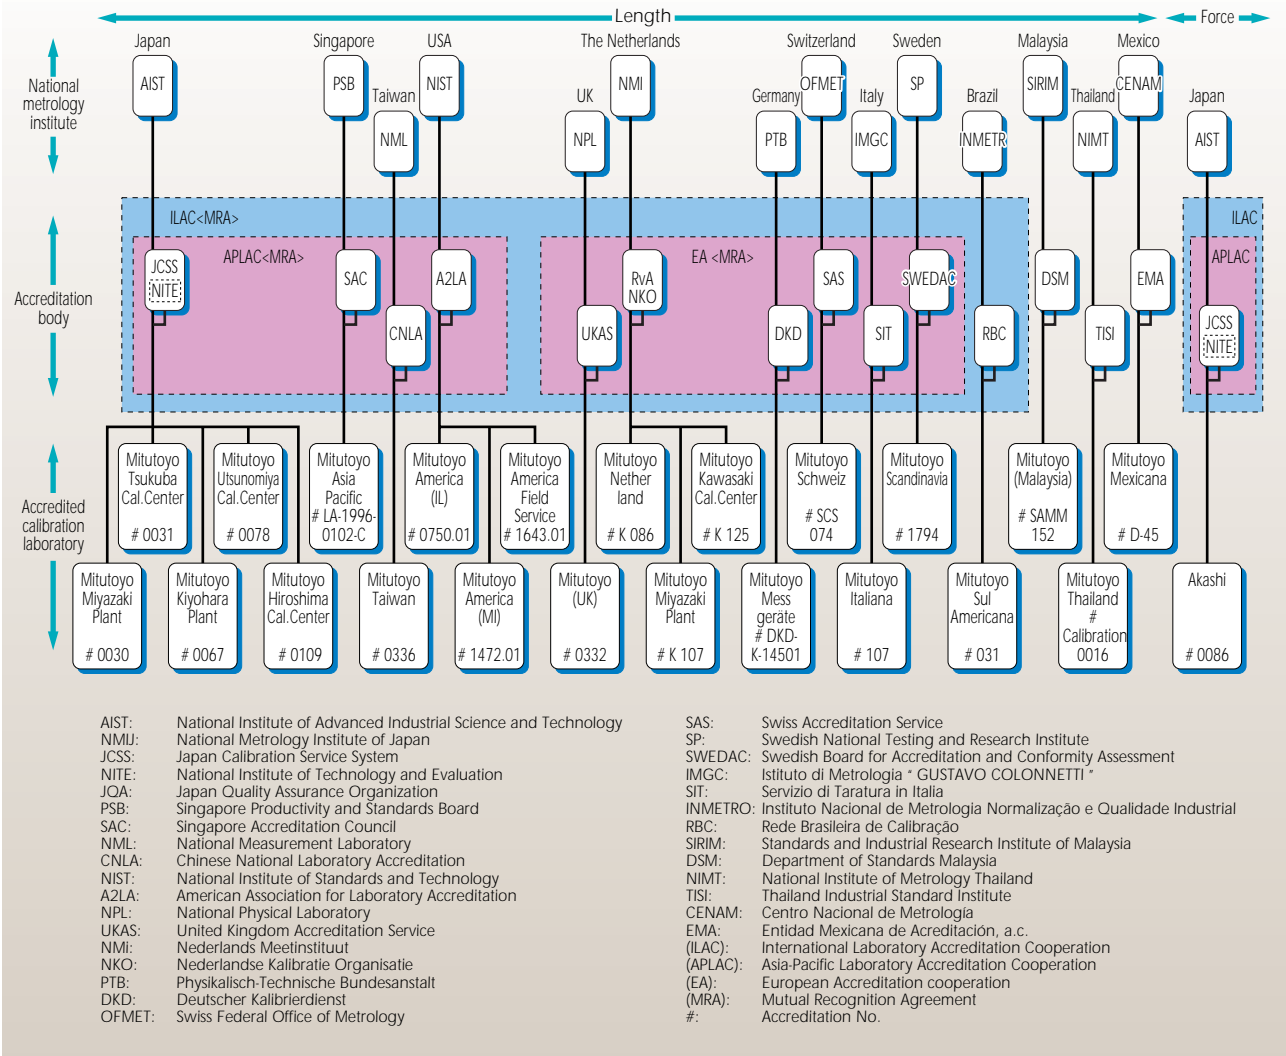 Length
Force
Japan
Singapore
USA
The Netherlands
Switzerland
Sweden
Malaysia
Mexico
National
metrology
institute
AIST
PSB
Taiwan
NIST
UK
NMI
Germany
OFMET
Italy
SP
Brazil
SIRIM
Thailand
CENAM
Japan
NML
NPL
PTB
IMGC
INMETR
NIMT
AIST
ILAC<MRA>
ILAC
APLAC<MRA>
EA <MRA>
APLAC
Accreditation
body
JCSS
NITE
SAC
A2LA
RvA
NKO
SAS
SWEDAC
DSM
EMA
CNLA
UKAS
DKD
SIT
RBC
TISI
JCSS
NITE
Accredited
calibration
laboratory
Mitutoyo
Tsukuba
Cal.Center
# 0031
Mitutoyo
Utsunomiya
Cal.Center
# 0078
Mitutoyo
Asia
Pacific
# LA-1996-
0102-C
Mitutoyo
America
(IL)
# 0750.01
Mitutoyo
America
Field
Service
# 1643.01
Mitutoyo
Nether
land
# K 086
Mitutoyo
Kawasaki
Cal.Center
# K 125
Mitutoyo
Schweiz
# SCS
074
Mitutoyo
Scandinavia
# 1794
Mitutoyo
(Malaysia)
# SAMM
152
Mitutoyo
Mexicana
# D-45
Mitutoyo
Miyazaki
Plant
# 0030
Mitutoyo
Kiyohara
Plant
# 0067
Mitutoyo
Hiroshima
Cal.Center
# 0109
Mitutoyo
Taiwan
# 0336
Mitutoyo
America
(MI)
# 1472.01
Mitutoyo
(UK)
# 0332
Mitutoyo
Miyazaki
Plant
# K 107
Mitutoyo
Mess
geräte
# DKD-
K-14501
Mitutoyo
Italiana
# 107
Mitutoyo
Sul
Americana
# 031
Mitutoyo
Thailand
#
Calibration
0016
Akashi
# 0086
AIST: National Institute of Advanced Industrial Science and Technology
NMIJ: National Metrology Institute of Japan
JCSS: Japan Calibration Service System
NITE: National Institute of Technology and Evaluation
JQA: Japan Quality Assurance Organization
PSB: Singapore Productivity and Standards Board
SAC: Singapore Accreditation Council
NML: National Measurement Laboratory
CNLA: Chinese National Laboratory Accreditation
NIST: National Institute of Standards and Technology
A2LA: American Association for Laboratory Accreditation
NPL: National Physical Laboratory
UKAS: United Kingdom Accreditation Service
NMi: Nederlands Meetinstituut
NKO: Nederlandse Kalibratie Organisatie
PTB: Physikalisch-Technische Bundesanstalt
DKD: Deutscher Kalibrierdienst
OFMET: Swiss Federal Office of Metrology
SAS: Swiss Accreditation Service
SP: Swedish National Testing and Research Institute
SWEDAC: Swedish Board for Accreditation and Conformity Assessment
IMGC: Istituto di Metrologia " GUSTAVO COLONNETTI "
SIT: Servizio di Taratura in Italia
INMETRO: Instituto Nacional de Metrologia Normalização e Qualidade Industrial
RBC: Rede Brasileira de Calibração
SIRIM: Standards and Industrial Research Institute of Malaysia
DSM: Department of Standards Malaysia
NIMT: National Institute of Metrology Thailand
TISI: Thailand Industrial Standard Institute
CENAM: Centro Nacional de Metrología
EMA: Entidad Mexicana de Acreditación, a.c.
(ILAC): International Laboratory Accreditation Cooperation
(APLAC): Asia-Pacific Laboratory Accreditation Cooperation
(EA): European Accreditation cooperation
(MRA): Mutual Recognition Agreement
#: Accreditation No.